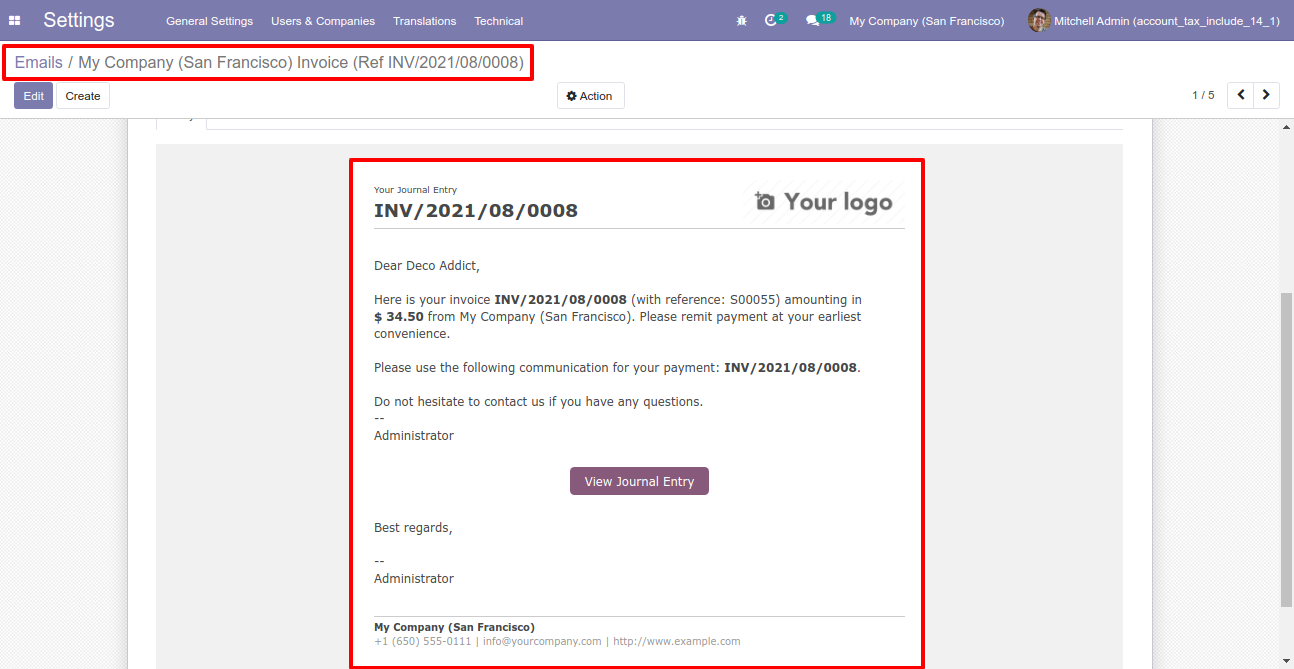 Settings
General Settings
Users & Companies
Translations
Technical
2
18
My Company (San Francisco)
Mitchell Admin (account_tax_include_14_1)
Emails / My Company (San Francisco) Invoice (Ref INV/2021/08/0008)
Edit
Create
Action
1 / 5
Your Journal Entry
INV/2021/08/0008
Your logo
Dear Deco Addict,
Here is your invoice INV/2021/08/0008 (with reference: S00055) amounting in
$ 34.50 from My Company (San Francisco). Please remit payment at your earliest
convenience.
Please use the following communication for your payment: INV/2021/08/0008.
Do not hesitate to contact us if you have any questions.
--
Administrator
View Journal Entry
Best regards,
--
Administrator
My Company (San Francisco)
+1 (650) 555-0111 | info@yourcompany.com | http://www.example.com